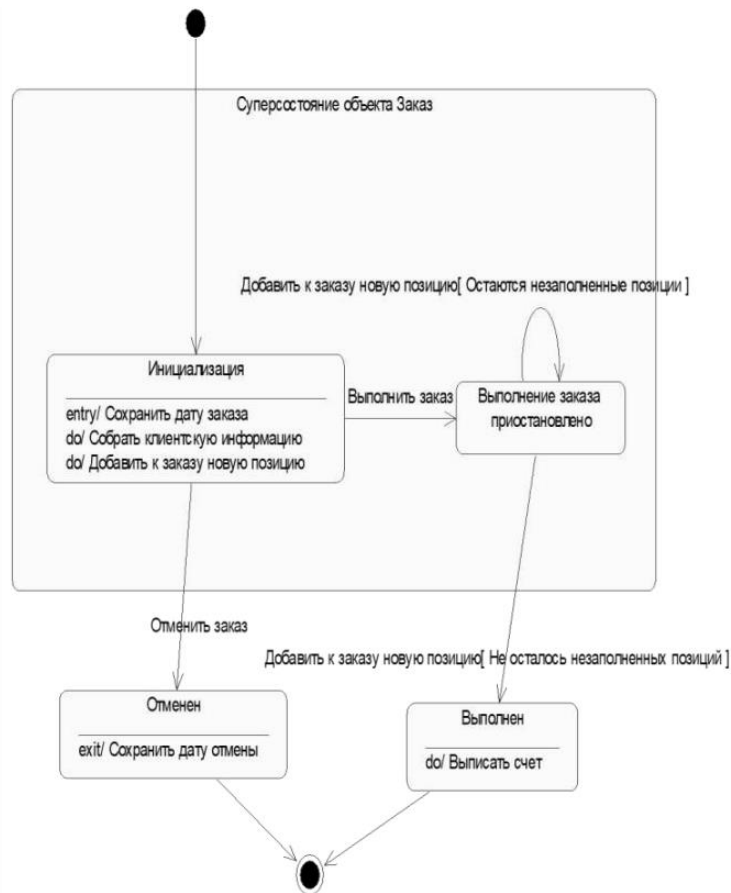 Суперсостояние объекта Заказ
Добавить к заказу новую позицию[ Остаются незаполненные позиции ]
Инициализация
entry/ Сохранить дату заказа
do/ Собрать клиентскую информацию
do/ Добавить к заказу новую позицию
Выполнить заказ
Выполнение заказа
приостановлено
Отменить заказ
Добавить к заказу новую позицию[ Не осталось незаполненных позиций ]
Отменен
exit/ Сохранить дату отмены
Выполнен
do/ Выписать счет